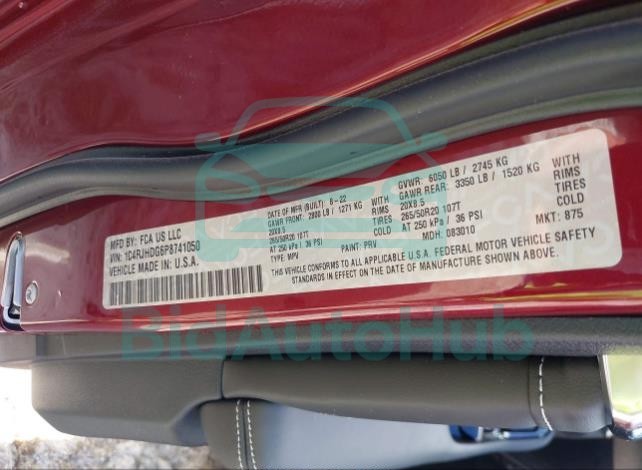 MFD BY: FCA US LLC
VIN: 1C4RJHDG6P8741050
VEHICLE MADE IN: U.S.A.
DATE OF MFR (BUILT): 8-22
GAWR FRONT: 2800 LB / 1271 KG WITH
20X8.5 RIMS
265/50R20 107T TIRES
AT 250 kPa / 36 PSI COLD
TYPE: MPV PAINT: PRV
GVWR: 6050 LB / 2745 KG
GAWR REAR: 3350 LB / 1520 KG WITH
20X8.5 RIMS
265/50R20 107T TIRES
AT 250 kPa / 36 PSI COLD
MDH: 083010 MKT: 875
THIS VEHICLE CONFORMS TO ALL APPLICABLE U.S.A. FEDERAL MOTOR VEHICLE SAFETY
STANDARDS IN EFFECT ON THE DATE OF MANUFACTURE SHOWN ABOVE.
BidAutoHub